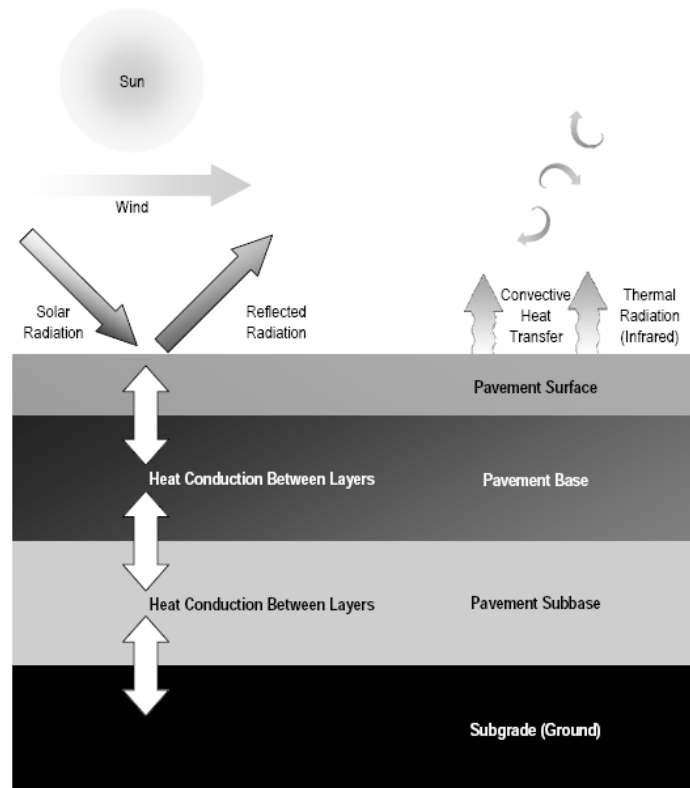 Sun
Wind
Solar
Radiation
Reflected
Radiation
Convective
Heat
Transfer
Thermal
Radiation
(Infrared)
Pavement Surface
Heat Conduction Between Layers
Pavement Base
Heat Conduction Between Layers
Pavement Subbase
Subgrade (Ground)